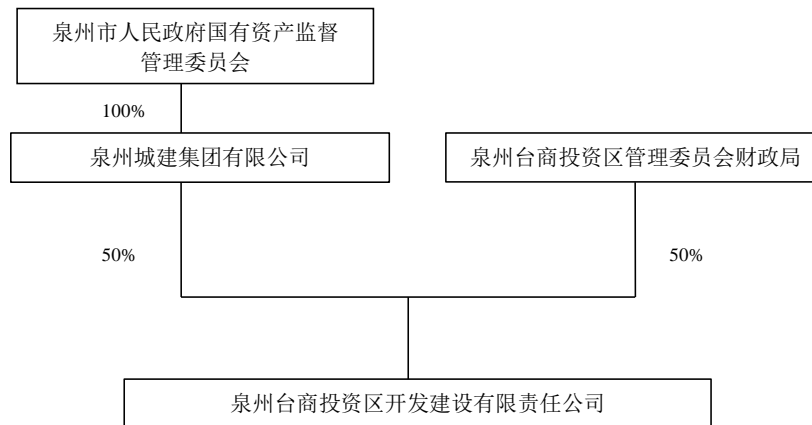 泉州市人民政府国有资产监督
管理委员会
100%
泉州城建集团有限公司
泉州台商投资区管理委员会财政局
50%
50%
泉州台商投资区开发建设有限责任公司